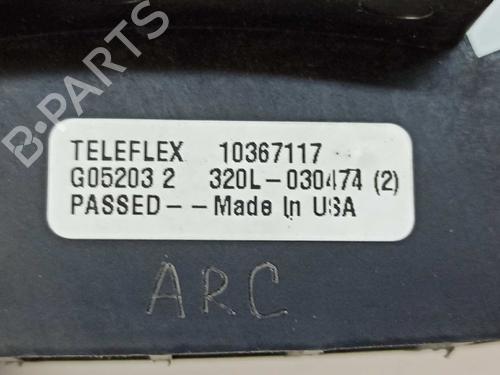 B-PARTS
TELEFLEX 10367117
G05203 2 320L-030474 (2)
PASSED- -Made In USA
ARC